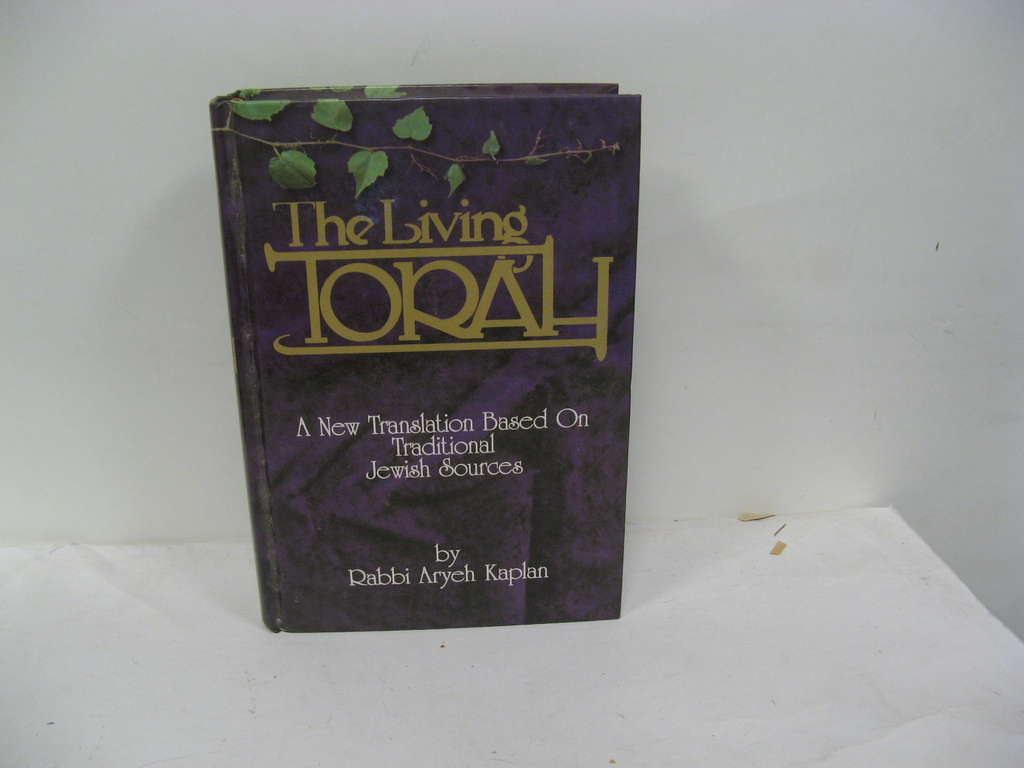 The Living
TORAH
A New Translation Based On
Traditional
Jewish Sources
by
Rabbi Aryeh Kaplan